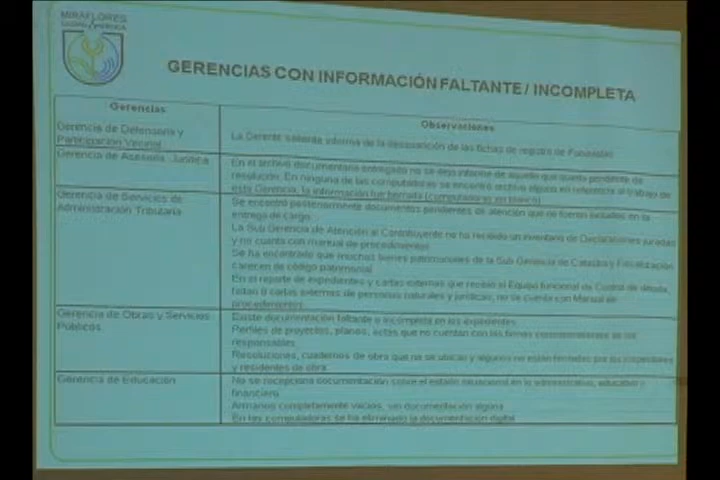 MIRAFLORES
GERENCIAS CON INFORMACIÓN FALTANTE / INCOMPLETA
Gerencias
Observaciones
Gerencia de Defensoría y
Participación Vecinal
La Gerente saliente informa de la desaparición de las fichas de registro de
Gerencia de Asesoría Jurídica
En el archivo documentario entregado no se dejó informe de aquello que queda pendiente de
resolución. En ninguna de las computadoras se encontró archivo alguno en referencia al trabajo de
esta Gerencia, la información fue borrada (computadoras en blanco)
Gerencia de Servicios de
Administración Tributaria
Se encontró posteriormente documentos pendientes de atención que no fueron incluidos en la
entrega de cargo
La Sub Gerencia de Atención al Contribuyente no ha recibido un inventario de Declaraciones Juradas
y no cuenta con manual de procedimientos
Se ha encontrado que muchos bienes patrimoniales de la Sub Gerencia de Catastro y Fiscalización
carecen de código patrimonial
En el reporte de expedientes y cartas externas que recibió el Equipo funcional de Control de deuda,
faltan 8 cartas externas de personas naturales y jurídicas, no se cuenta con Manual de
procedimientos
Gerencia de Obras y Servicios
Públicos
Existe documentación faltante o incompleta en los expedientes
Perfiles de proyectos, planos, actas que no cuentan con las firmas correspondientes de los
responsables
Resoluciones, cuadernos de obra que no se ubican y algunos no están firmados por los inspectores
y residentes de obra
Gerencia de Educación
No se recepciona documentación sobre el estado situacional en lo administrativo, educativo y
financiero
Armarios completamente vacíos, sin documentación alguna
En las computadoras se ha eliminado la documentación digital